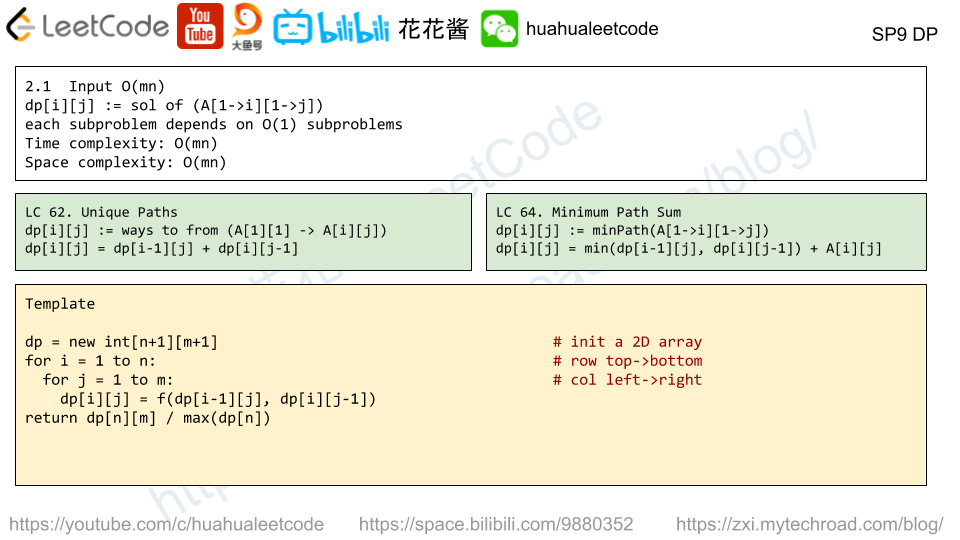 LeetCode You Tube 大鱼号 bilibili 花花酱 huahualeetcode
SP9 DP
2.1  Input O(mn)
dp[i][j] := sol of (A[1->i][1->j])
each subproblem depends on O(1) subproblems
Time complexity: O(mn)
Space complexity: O(mn)
LC 62. Unique Paths
dp[i][j] := ways to from (A[1][1] -> A[i][j])
dp[i][j] = dp[i-1][j] + dp[i][j-1]
LC 64. Minimum Path Sum
dp[i][j] := minPath(A[1->i][1->j])
dp[i][j] = min(dp[i-1][j], dp[i][j-1]) + A[i][j]
Template
dp = new int[n+1][m+1] # init a 2D array
for i = 1 to n: # row top->bottom
  for j = 1 to m: # col left->right
    dp[i][j] = f(dp[i-1][j], dp[i][j-1])
return dp[n][m] / max(dp[n])
https://youtube.com/c/huahualeetcode https://space.bilibili.com/9880352 https://zxi.mytechroad.com/blog/